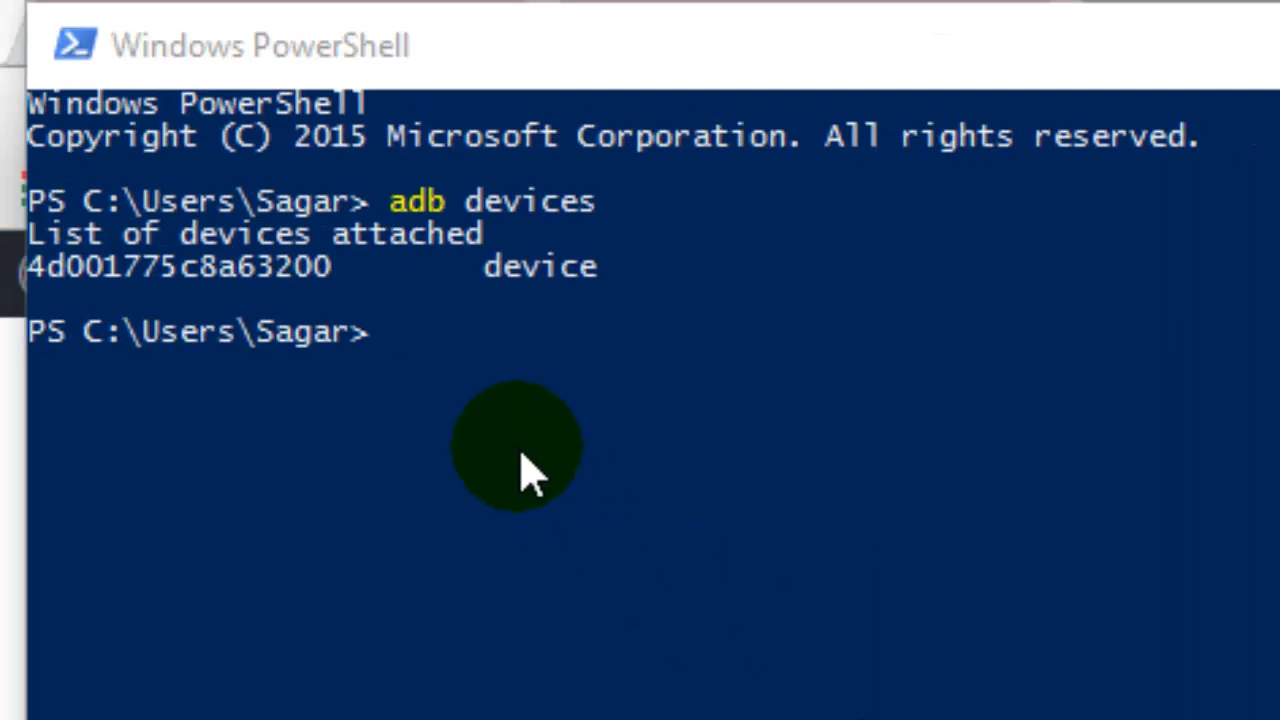 Windows PowerShell
Windows PowerShell
Copyright (C) 2015 Microsoft Corporation. All rights reserved.
PS C:\Users\Sagar> adb devices
List of devices attached
4d001775c8a63200        device
PS C:\Users\Sagar>